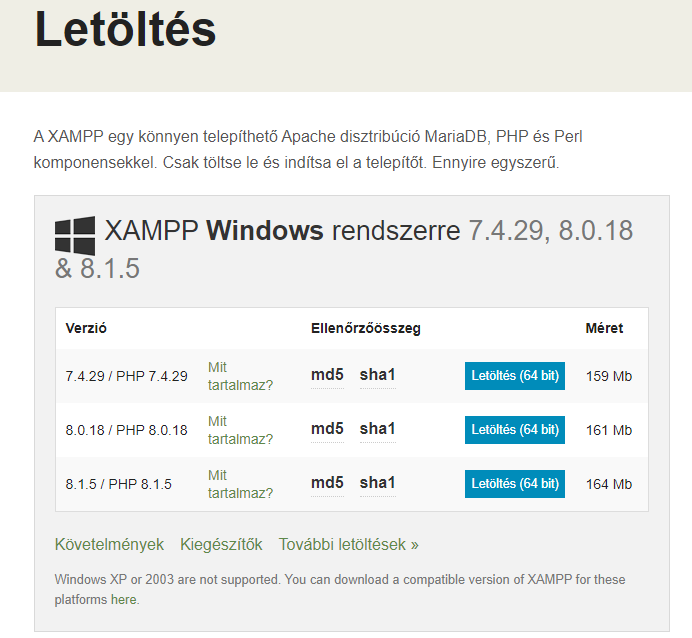 Letöltés
A XAMPP egy könnyen telepíthető Apache disztribúció MariaDB, PHP és Perl
komponensekkel. Csak töltse le és indítsa el a telepítőt. Ennyire egyszerű.
XAMPP Windows rendszerre 7.4.29, 8.0.18
& 8.1.5
Verzió Ellenőrzőösszeg Méret
7.4.29 / PHP 7.4.29 Mit tartalmaz? md5 sha1 Letöltés (64 bit) 159 Mb
8.0.18 / PHP 8.0.18 Mit tartalmaz? md5 sha1 Letöltés (64 bit) 161 Mb
8.1.5 / PHP 8.1.5 Mit tartalmaz? md5 sha1 Letöltés (64 bit) 164 Mb
Követelmények Kiegészítők További letöltések »
Windows XP or 2003 are not supported. You can download a compatible version of XAMPP for these
platforms here.